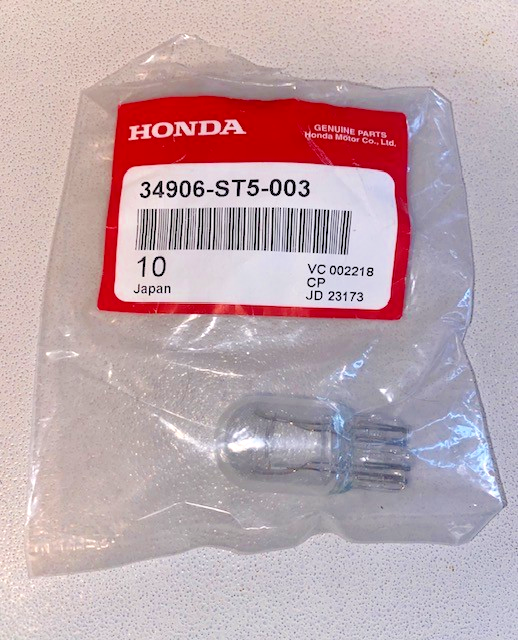 HONDA
GENUINE PARTS
Honda Motor Co., Ltd.
34906-ST5-003
10
Japan
VC 002218
CP
JD 23173